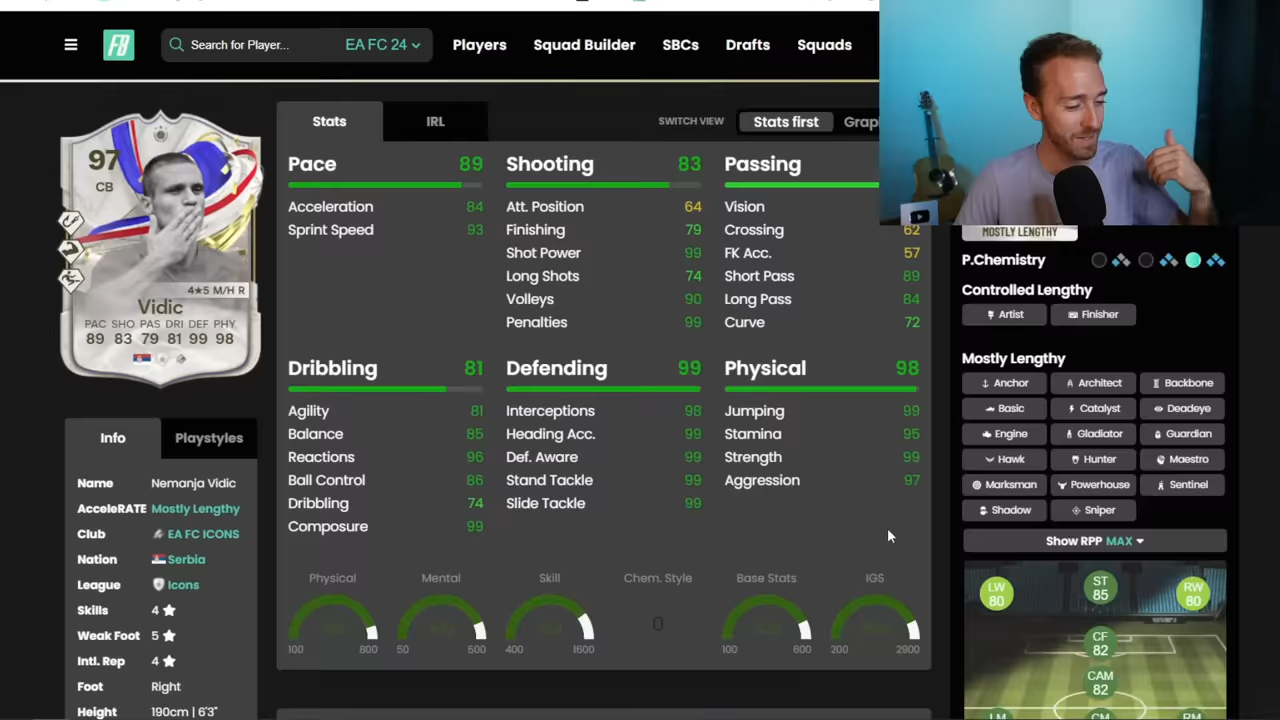 Search for Player...
EA FC 24
Players
Squad Builder
SBCs
Drafts
Squads
97
CB
4★5 M/H R
Vidic
PAC SHO PAS DRI DEF PHY
89 83 79 81 99 98
Stats
IRL
SWITCH VIEW
Stats first
Grap
Pace 89
Acceleration 84
Sprint Speed 93
Shooting 83
Att. Position 64
Finishing 79
Shot Power 99
Long Shots 74
Volleys 90
Penalties 99
Passing
Vision
Crossing 62
FK Acc. 57
Short Pass 89
Long Pass 84
Curve 72
Dribbling 81
Agility 81
Balance 85
Reactions 96
Ball Control 86
Dribbling 74
Composure 99
Defending 99
Interceptions 98
Heading Acc. 99
Def. Aware 99
Stand Tackle 99
Slide Tackle 99
Physical 98
Jumping 99
Stamina 95
Strength 99
Aggression 97
Physical
100 800
Mental
50 600
Skill
400 1600
Chem. Style
0
Base Stats
100 600
IGS
200 2900
Info
Playstyles
Name Nemanja Vidic
AcceleRATE Mostly Lengthy
Club EA FC ICONS
Nation Serbia
League Icons
Skills 4 ★
Weak Foot 5 ★
Intl. Rep 4 ★
Foot Right
Height 190cm | 6'3"
MOSTLY LENGTHY
P.Chemistry
Controlled Lengthy
Artist
Finisher
Mostly Lengthy
Anchor Architect Backbone
Basic Catalyst Deadeye
Engine Gladiator Guardian
Hawk Hunter Maestro
Marksman Powerhouse Sentinel
Shadow Sniper
Show RPP MAX
LW
80
ST
85
RW
80
CF
82
CAM
82
LM CM RM